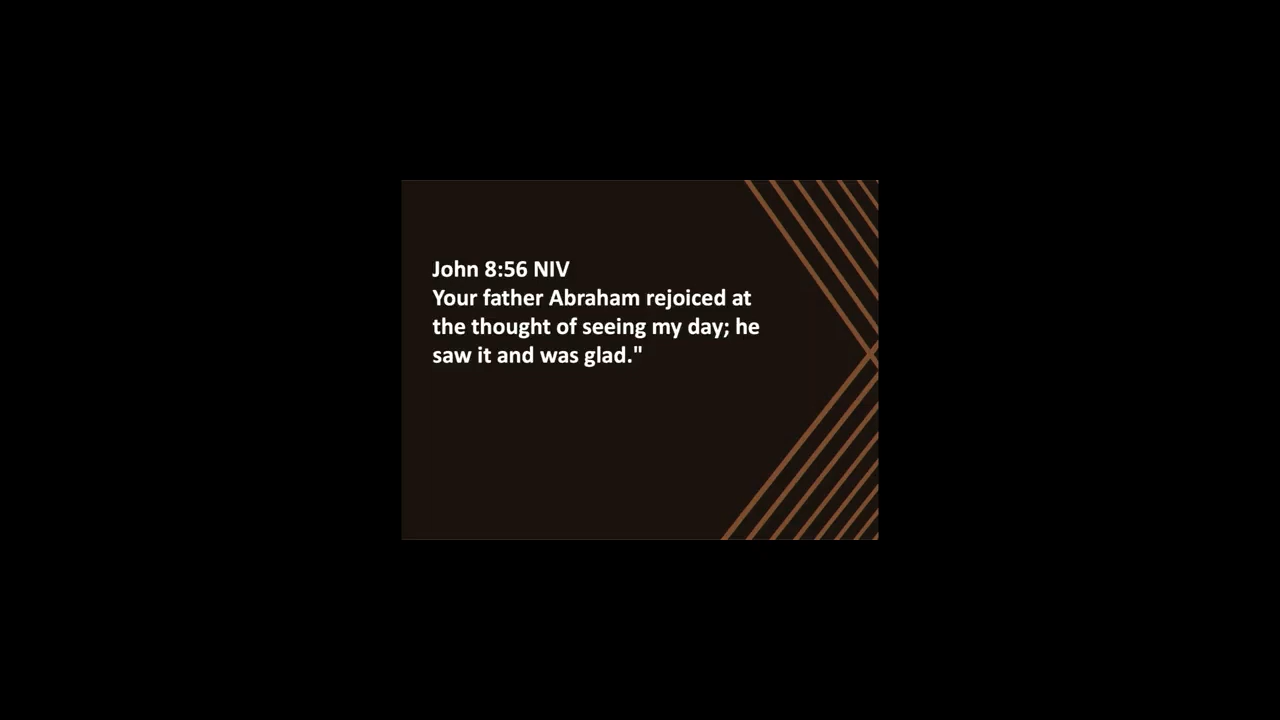 John 8:56 NIV
Your father Abraham rejoiced at
the thought of seeing my day; he
saw it and was glad."